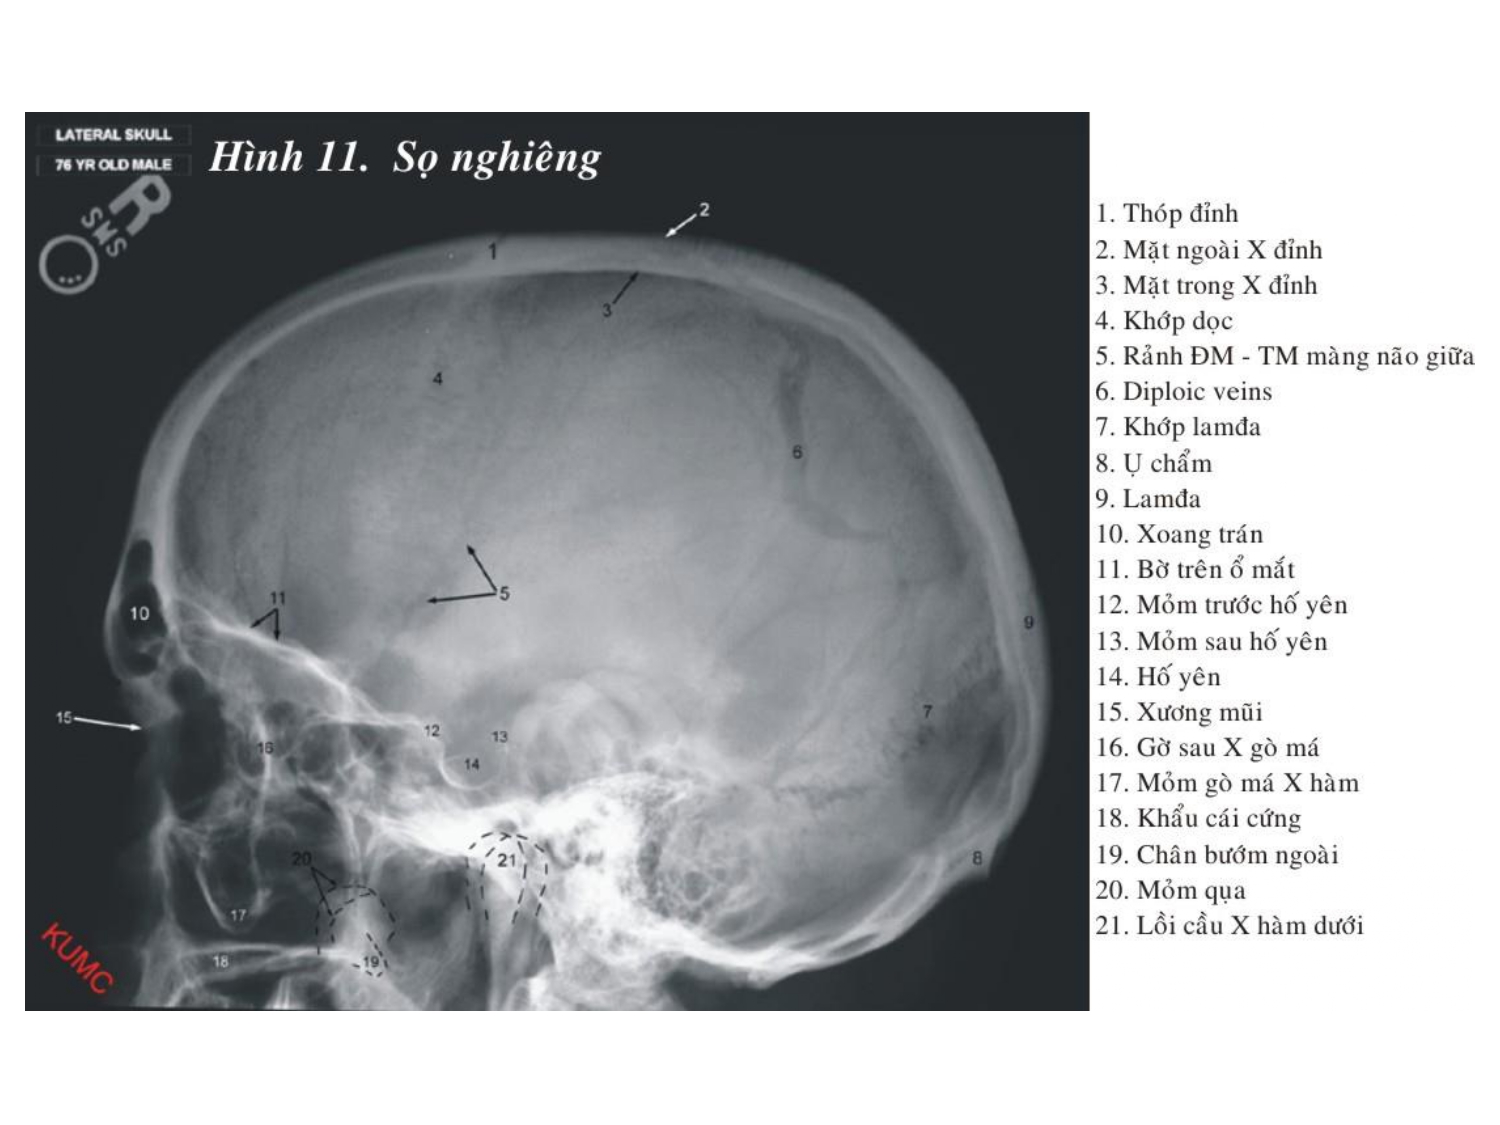 LATERAL SKULL
76 YR OLD MALE
Hình 11. Sọ nghiêng
R
SMS
2
1
3
4
6
5
11
10
9
15
12
13
7
16
14
20
21
8
17
18
19
KUMC
1. Thóp đỉnh
2. Mặt ngoài X đỉnh
3. Mặt trong X đỉnh
4. Khớp dọc
5. Rảnh ĐM - TM màng não giữa
6. Diploic veins
7. Khớp lamđa
8. Ụ chẩm
9. Lamđa
10. Xoang trán
11. Bờ trên ổ mắt
12. Mỏm trước hố yên
13. Mỏm sau hố yên
14. Hố yên
15. Xương mũi
16. Gờ sau X gò má
17. Mỏm gò má X hàm
18. Khẩu cái cứng
19. Chân bướm ngoài
20. Mỏm quạ
21. Lồi cầu X hàm dưới